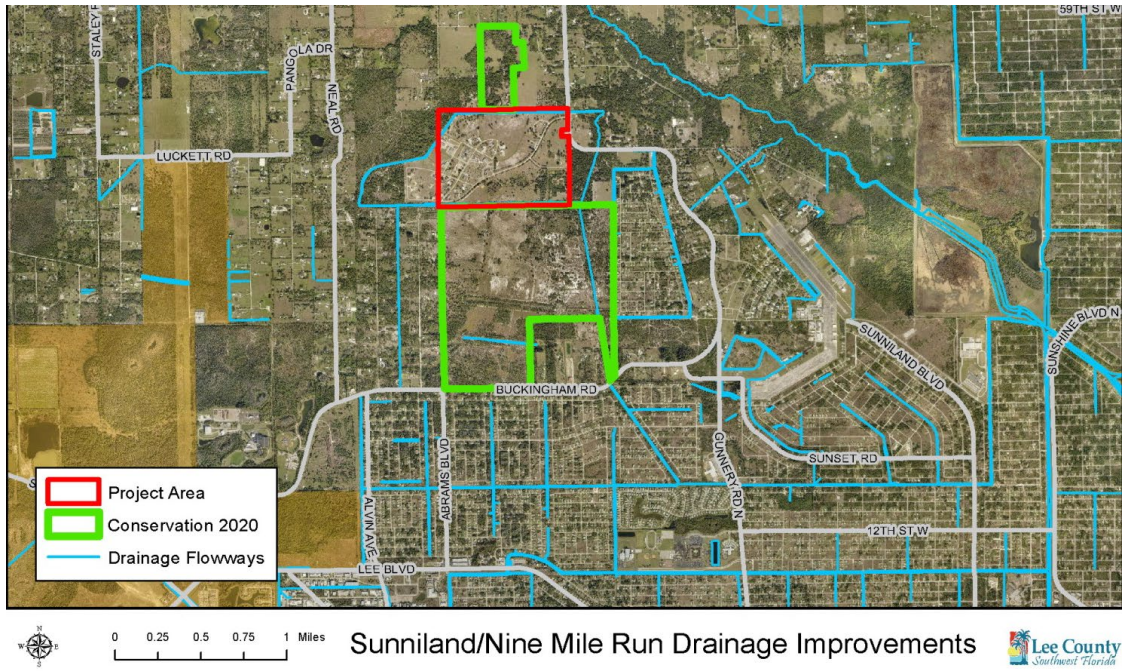 59TH ST W
STALEY R
PANGOLA DR
NEAL RD
LUCKETT RD
SUNNILAND BLVD
SUNSHINE BLVD N
BUCKINGHAM RD
GUNNERY RD N
SUNSET RD
ABRAMS BLVD
ALVIN AVE
12TH ST W
LEE BLVD
S
Project Area
Conservation 2020
Drainage Flowways
N
W E
S
0 0.25 0.5 0.75 1 Miles
Sunniland/Nine Mile Run Drainage Improvements
Lee County
Southwest Florida